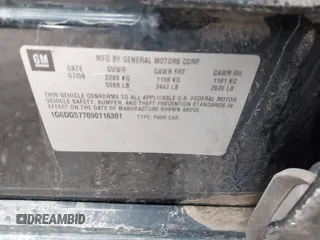 GM
MFD BY GENERAL MOTORS CORP.
DATE GVWR GAWR FRT GAWR RR
07/08 2299 KG 1108 KG 1191 KG
5068 LB 2442 LB 2626 LB
THIS VEHICLE CONFORMS TO ALL APPLICABLE U.S. FEDERAL MOTOR
VEHICLE SAFETY, BUMPER, AND THEFT PREVENTION STANDARDS IN
EFFECT ON THE DATE OF MANUFACTURE SHOWN ABOVE.
1G6DG577690116381 TYPE: PASS CAR
DREAMBID